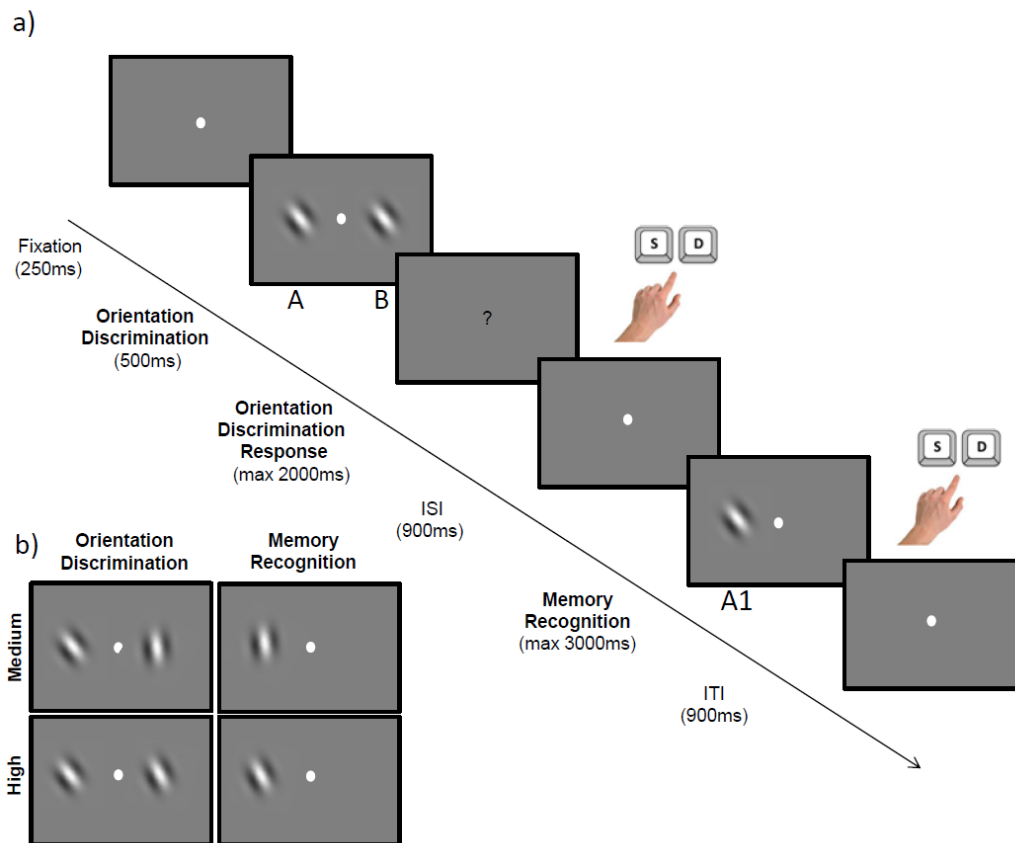 a)
Fixation
(250ms)
A B
Orientation
Discrimination
(500ms)
?
S D
Orientation
Discrimination
Response
(max 2000ms)
ISI
(900ms)
S D
A1
Memory
Recognition
(max 3000ms)
ITI
(900ms)
b)
Orientation
Discrimination
Memory
Recognition
Medium
High